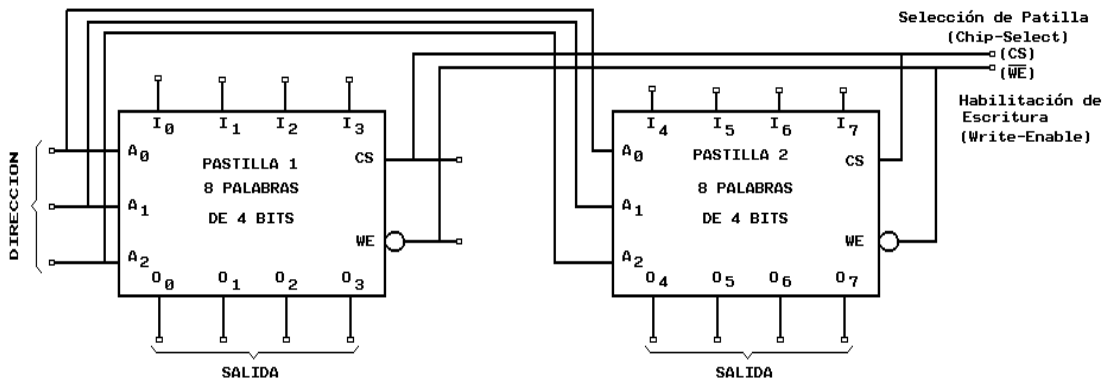 Selección de Patilla
(Chip-Select)
(CS)
(WE)
Habilitación de
Escritura
(Write-Enable)
DIRECCION
I0 I1 I2 I3
A0
PASTILLA 1
CS
8 PALABRAS
A1
DE 4 BITS
WE
A2
O0 O1 O2 O3
SALIDA
I4 I5 I6 I7
A0
PASTILLA 2
CS
8 PALABRAS
A1
DE 4 BITS
WE
A2
O4 O5 O6 O7
SALIDA